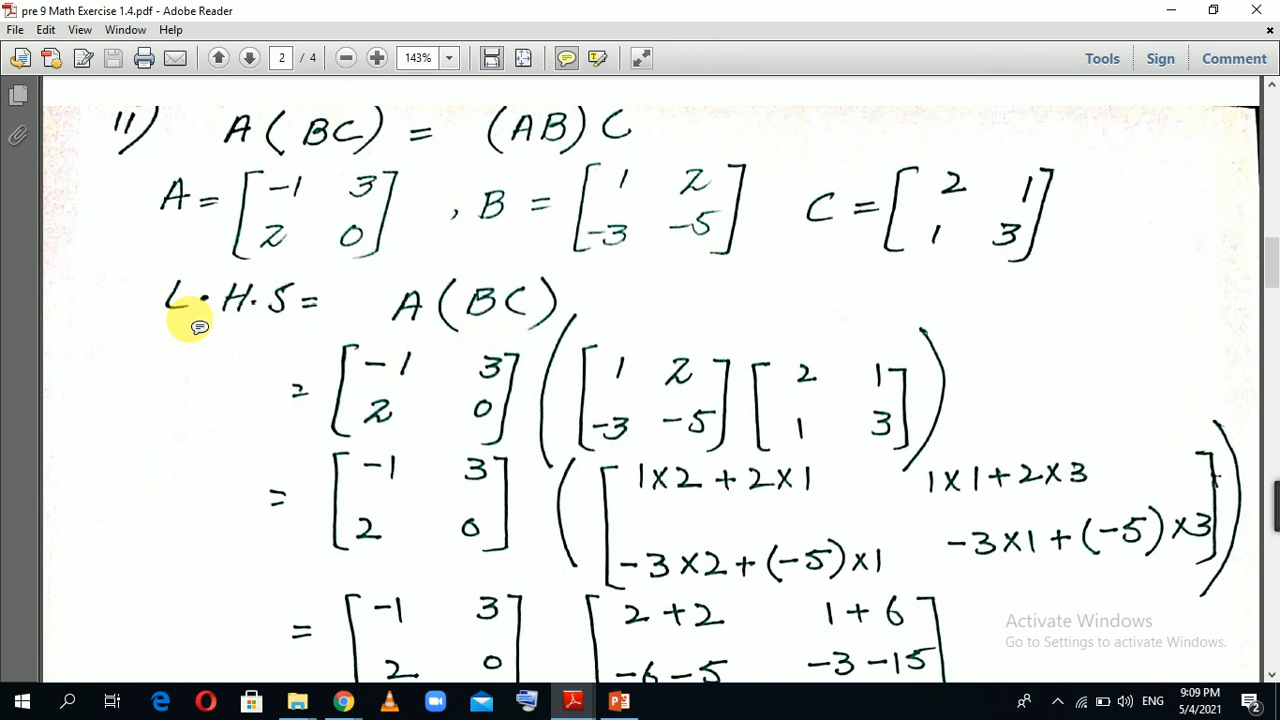 pre 9 Math Exercise 1.4.pdf - Adobe Reader
File Edit View Window Help
2 / 4 143% Tools Sign Comment
11) A ( BC ) = (AB) C
A = [ -1 3 , B = [ 1 2 C = [ 2 1
2 0 ] -3 -5 ] 1 3 ]
L.H.S = A ( BC )
= [ -1 3 ( [ 1 2 [ 2 1
2 0 ] -3 -5 ] 1 3 ] )
= [ -1 3 ( [ 1×2 + 2×1 1×1 + 2×3
2 0 ] -3×2 + (-5)×1 -3×1 + (-5)×3 ] )
= [ -1 3 [ 2 + 2 1 + 6
2 0 ] -6 - 5 -3 - 15 ]
Activate Windows
Go to Settings to activate Windows.
ENG 9:09 PM
5/4/2021 2